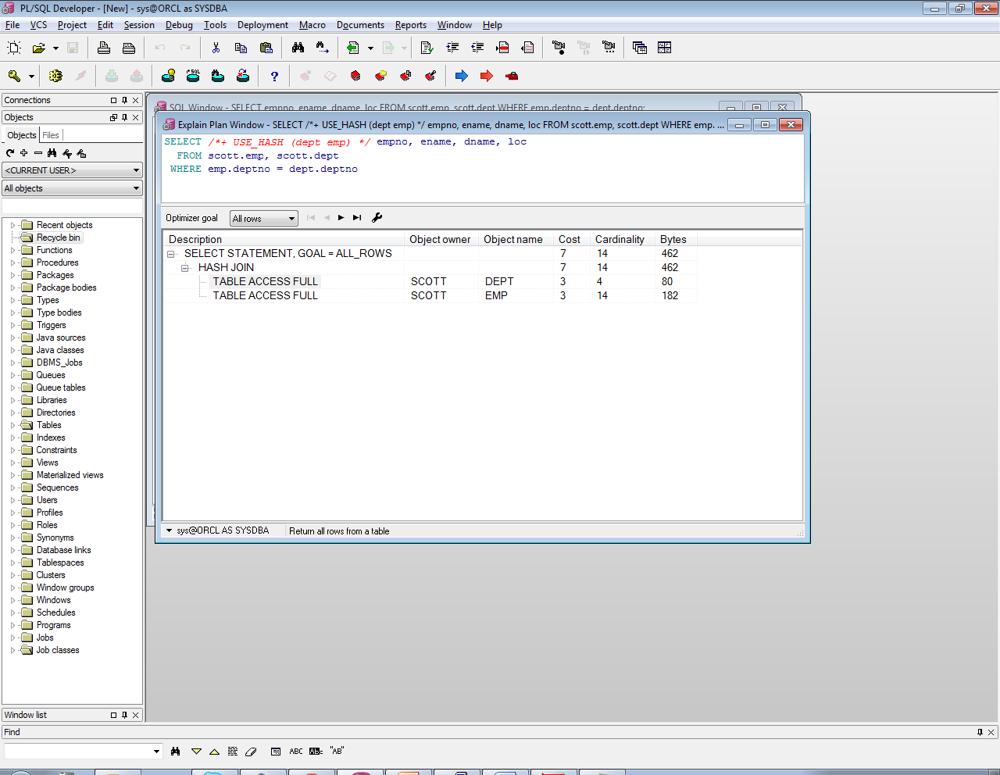 PL/SQL Developer - [New] - sys@ORCL as SYSDBA
File VCS Project Edit Session Debug Tools Deployment Macro Documents Reports Window Help
SQL
Connections
Objects
Objects Files
<CURRENT USER>
All objects
Recent objects
Recycle bin
Functions
Procedures
Packages
Package bodies
Types
Type bodies
Triggers
Java sources
Java classes
DBMS_Jobs
Queues
Queue tables
Libraries
Directories
Tables
Indexes
Constraints
Views
Materialized views
Sequences
Users
Profiles
Roles
Synonyms
Database links
Tablespaces
Clusters
Window groups
Windows
Schedules
Programs
Jobs
Job classes
Window list
SQL Window - SELECT empno, ename, dname, loc FROM scott.emp, scott.dept WHERE emp.deptno = dept.deptno;
Explain Plan Window - SELECT /*+ USE_HASH (dept emp) */ empno, ename, dname, loc FROM scott.emp, scott.dept WHERE emp. ...
SELECT /*+ USE_HASH (dept emp) */ empno, ename, dname, loc
FROM scott.emp, scott.dept
WHERE emp.deptno = dept.deptno
Optimizer goal All rows
Description Object owner Object name Cost Cardinality Bytes
SELECT STATEMENT, GOAL = ALL_ROWS 7 14 462
HASH JOIN 7 14 462
TABLE ACCESS FULL SCOTT DEPT 3 4 80
TABLE ACCESS FULL SCOTT EMP 3 14 182
sys@ORCL AS SYSDBA Return all rows from a table
Find
ABC "AB"